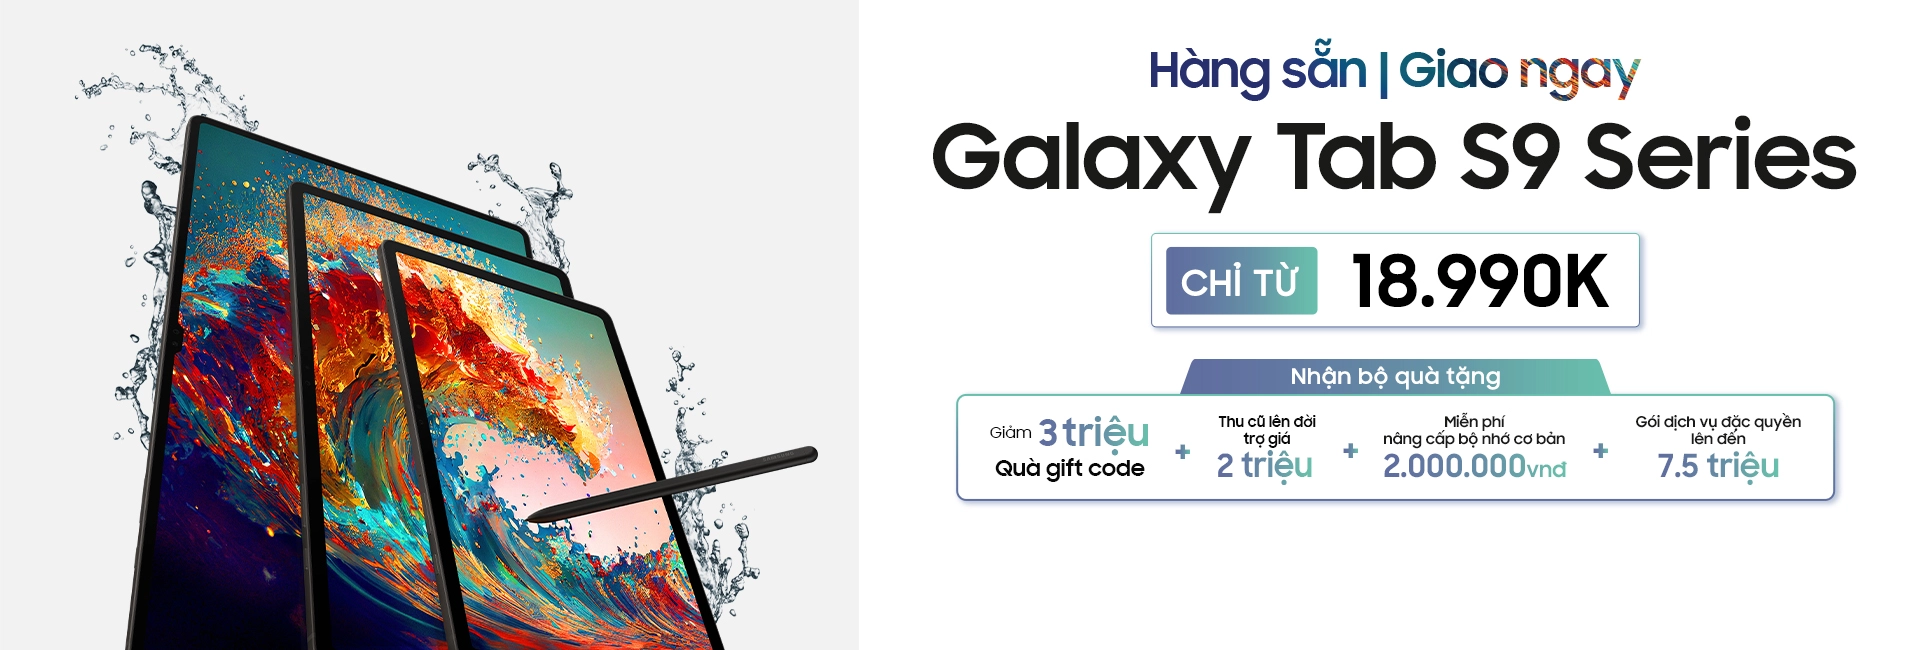 Hàng sẵn | Giao ngay
Galaxy Tab S9 Series
CHỈ TỪ 18.990K
Nhận bộ quà tặng
Giảm 3 triệu
Quà gift code
+
Thu cũ lên đời
trợ giá
2 triệu
+
Miễn phí
nâng cấp bộ nhớ cơ bản
2.000.000vnđ
+
Gói dịch vụ đặc quyền
lên đến
7.5 triệu